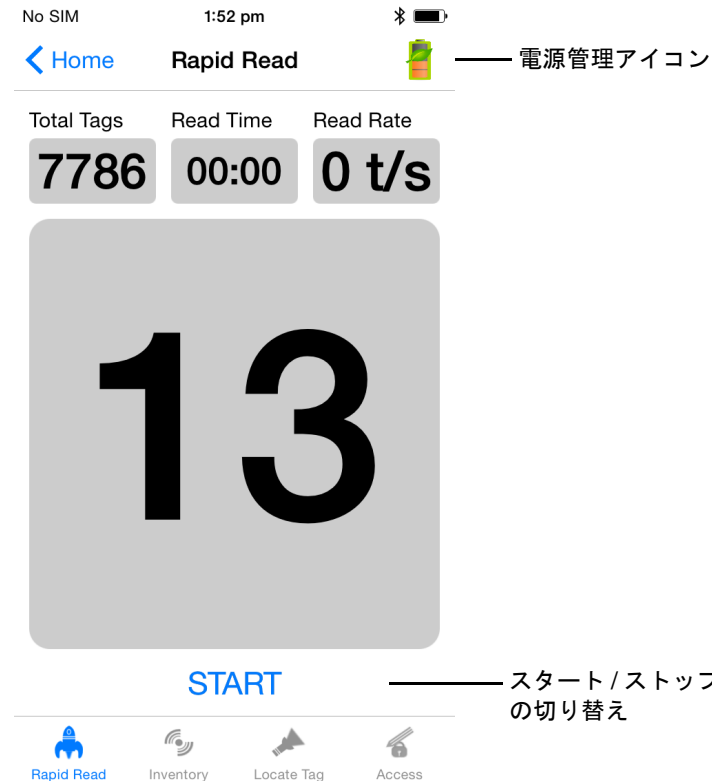 No SIM 1:52 pm
Home Rapid Read
電源管理アイコン
Total Tags Read Time Read Rate
7786 00:00 0 t/s
13
START
スタート / ストップ
の切り替え
Rapid Read Inventory Locate Tag Access